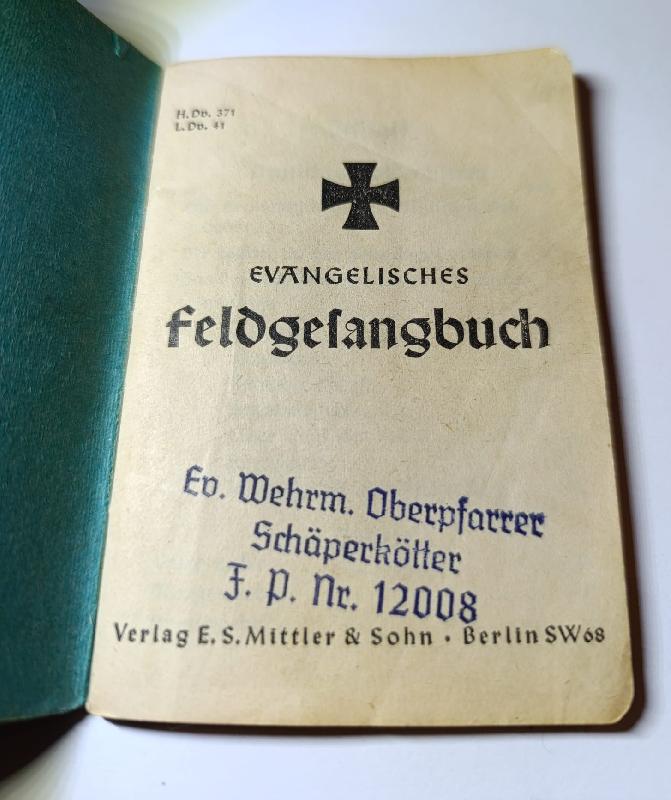 H. Dv. 371
L. Dv. 41
EVANGELISCHES
Feldgeſangbuch
Ev. Wehrm. Oberpfarrer
Schäperkötter
F. P. Nr. 12008
Verlag E. S. Mittler & Sohn · Berlin SW68